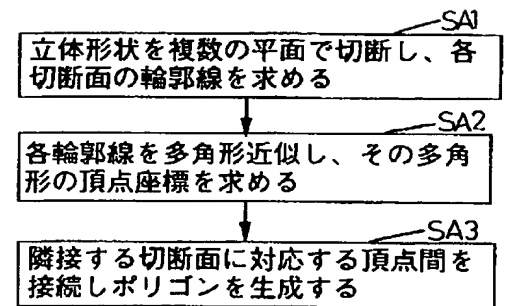 SA1
立体形状を複数の平面で切断し、各
切断面の輪郭線を求める
SA2
各輪郭線を多角形近似し、その多角
形の頂点座標を求める
SA3
隣接する切断面に対応する頂点間を
接続しポリゴンを生成する